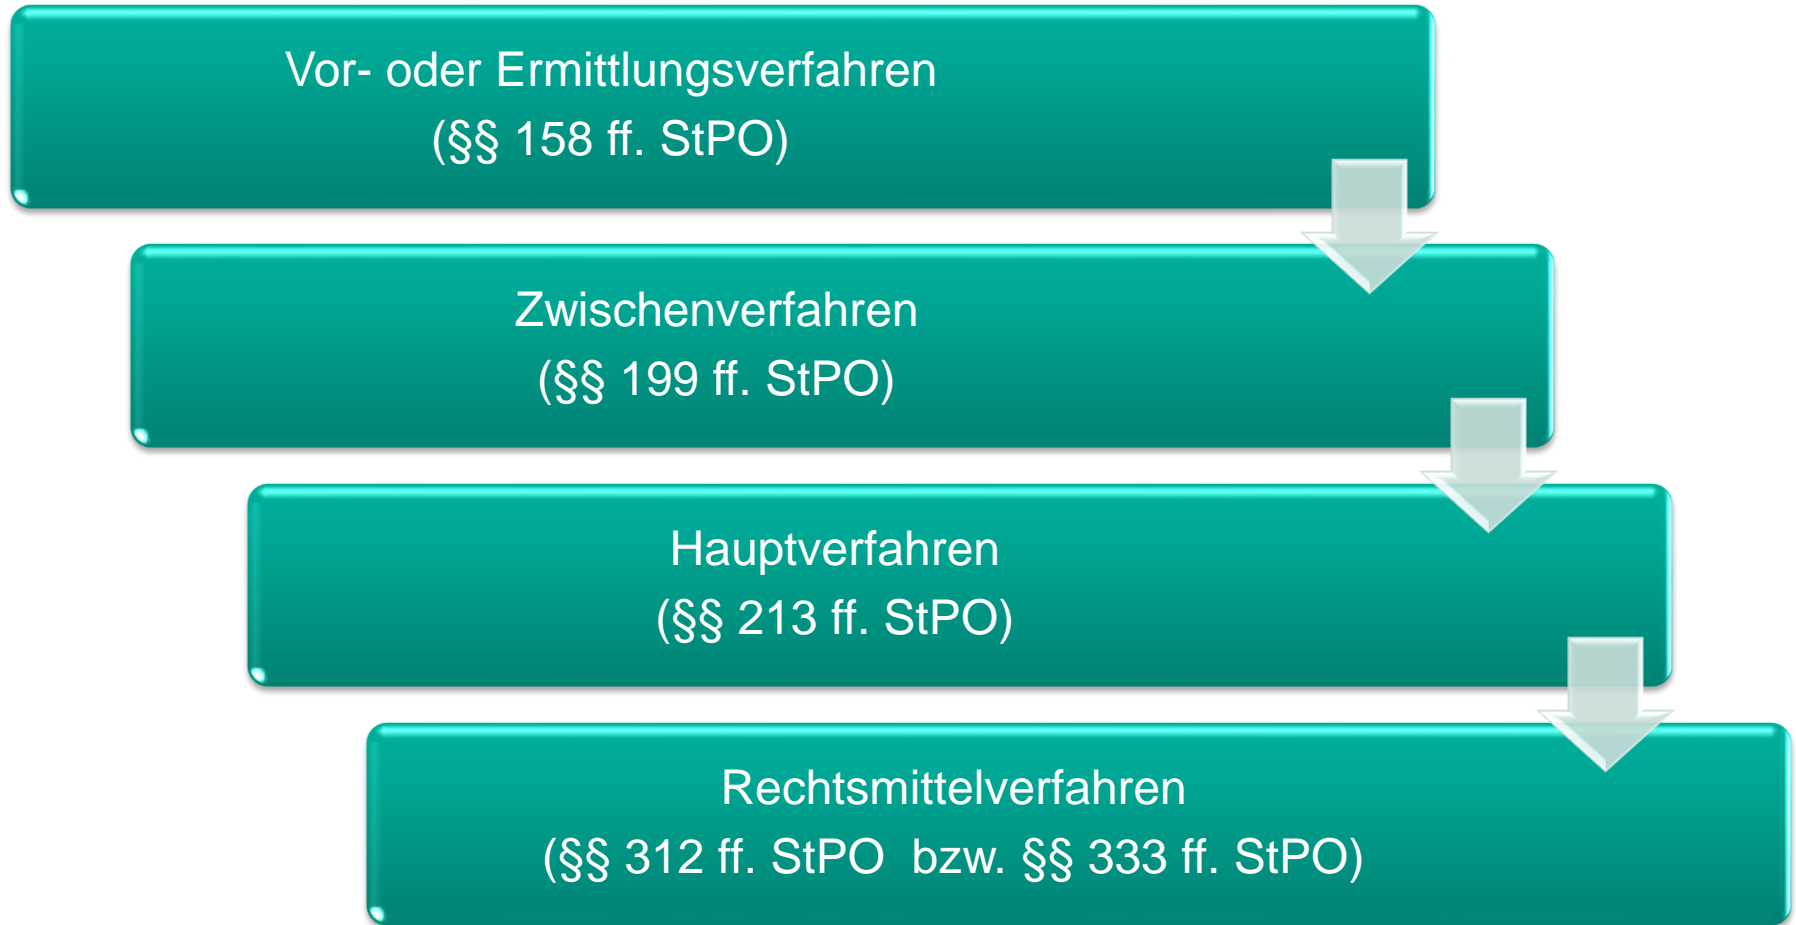 Vor- oder Ermittlungsverfahren
(§§ 158 ff. StPO)
Zwischenverfahren
(§§ 199 ff. StPO)
Hauptverfahren
(§§ 213 ff. StPO)
Rechtsmittelverfahren
(§§ 312 ff. StPO  bzw. §§ 333 ff. StPO)